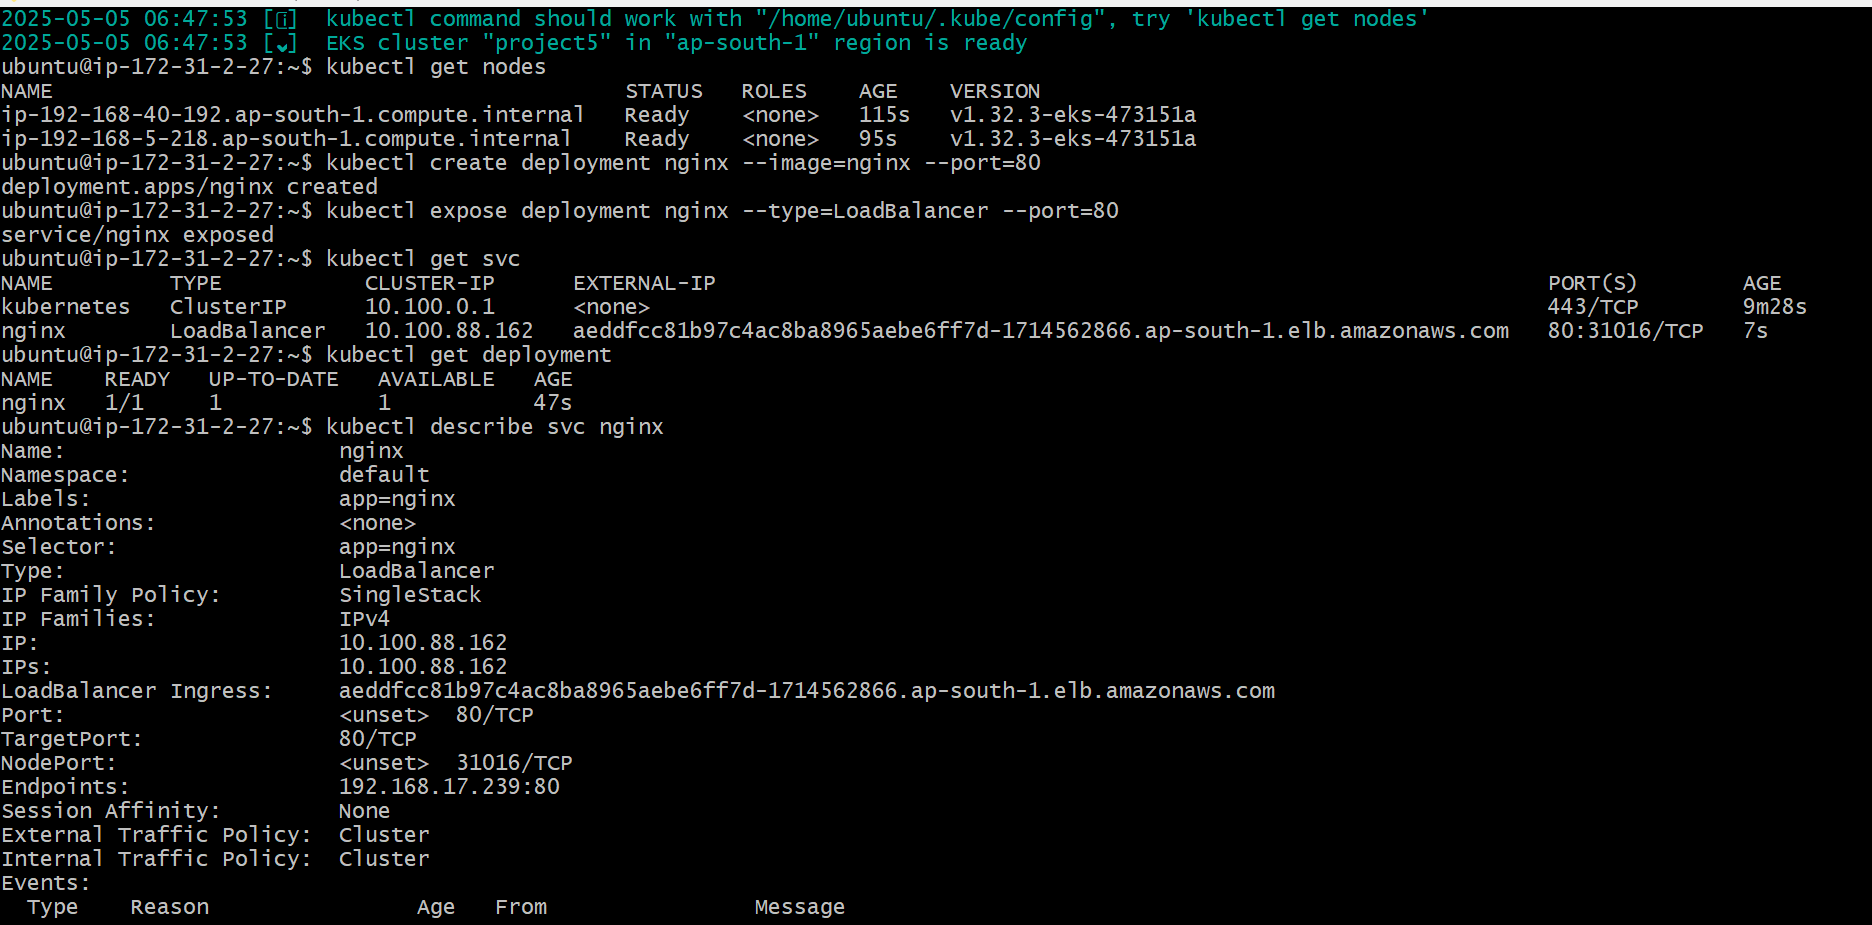 2025-05-05 06:47:53 [ℹ]  kubectl command should work with "/home/ubuntu/.kube/config", try 'kubectl get nodes'
2025-05-05 06:47:53 [✔]  EKS cluster "project5" in "ap-south-1" region is ready
ubuntu@ip-172-31-2-27:~$ kubectl get nodes
NAME                                            STATUS   ROLES    AGE    VERSION
ip-192-168-40-192.ap-south-1.compute.internal   Ready    <none>   115s   v1.32.3-eks-473151a
ip-192-168-5-218.ap-south-1.compute.internal    Ready    <none>   95s    v1.32.3-eks-473151a
ubuntu@ip-172-31-2-27:~$ kubectl create deployment nginx --image=nginx --port=80
deployment.apps/nginx created
ubuntu@ip-172-31-2-27:~$ kubectl expose deployment nginx --type=LoadBalancer --port=80
service/nginx exposed
ubuntu@ip-172-31-2-27:~$ kubectl get svc
NAME         TYPE           CLUSTER-IP      EXTERNAL-IP                                                                PORT(S)        AGE
kubernetes   ClusterIP      10.100.0.1      <none>                                                                     443/TCP        9m28s
nginx        LoadBalancer   10.100.88.162   aeddfcc81b97c4ac8ba8965aebe6ff7d-1714562866.ap-south-1.elb.amazonaws.com   80:31016/TCP   7s
ubuntu@ip-172-31-2-27:~$ kubectl get deployment
NAME    READY   UP-TO-DATE   AVAILABLE   AGE
nginx   1/1     1            1           47s
ubuntu@ip-172-31-2-27:~$ kubectl describe svc nginx
Name:                     nginx
Namespace:                default
Labels:                   app=nginx
Annotations:              <none>
Selector:                 app=nginx
Type:                     LoadBalancer
IP Family Policy:         SingleStack
IP Families:              IPv4
IP:                       10.100.88.162
IPs:                      10.100.88.162
LoadBalancer Ingress:     aeddfcc81b97c4ac8ba8965aebe6ff7d-1714562866.ap-south-1.elb.amazonaws.com
Port:                     <unset>  80/TCP
TargetPort:               80/TCP
NodePort:                 <unset>  31016/TCP
Endpoints:                192.168.17.239:80
Session Affinity:         None
External Traffic Policy:  Cluster
Internal Traffic Policy:  Cluster
Events:
  Type    Reason                Age   From                Message